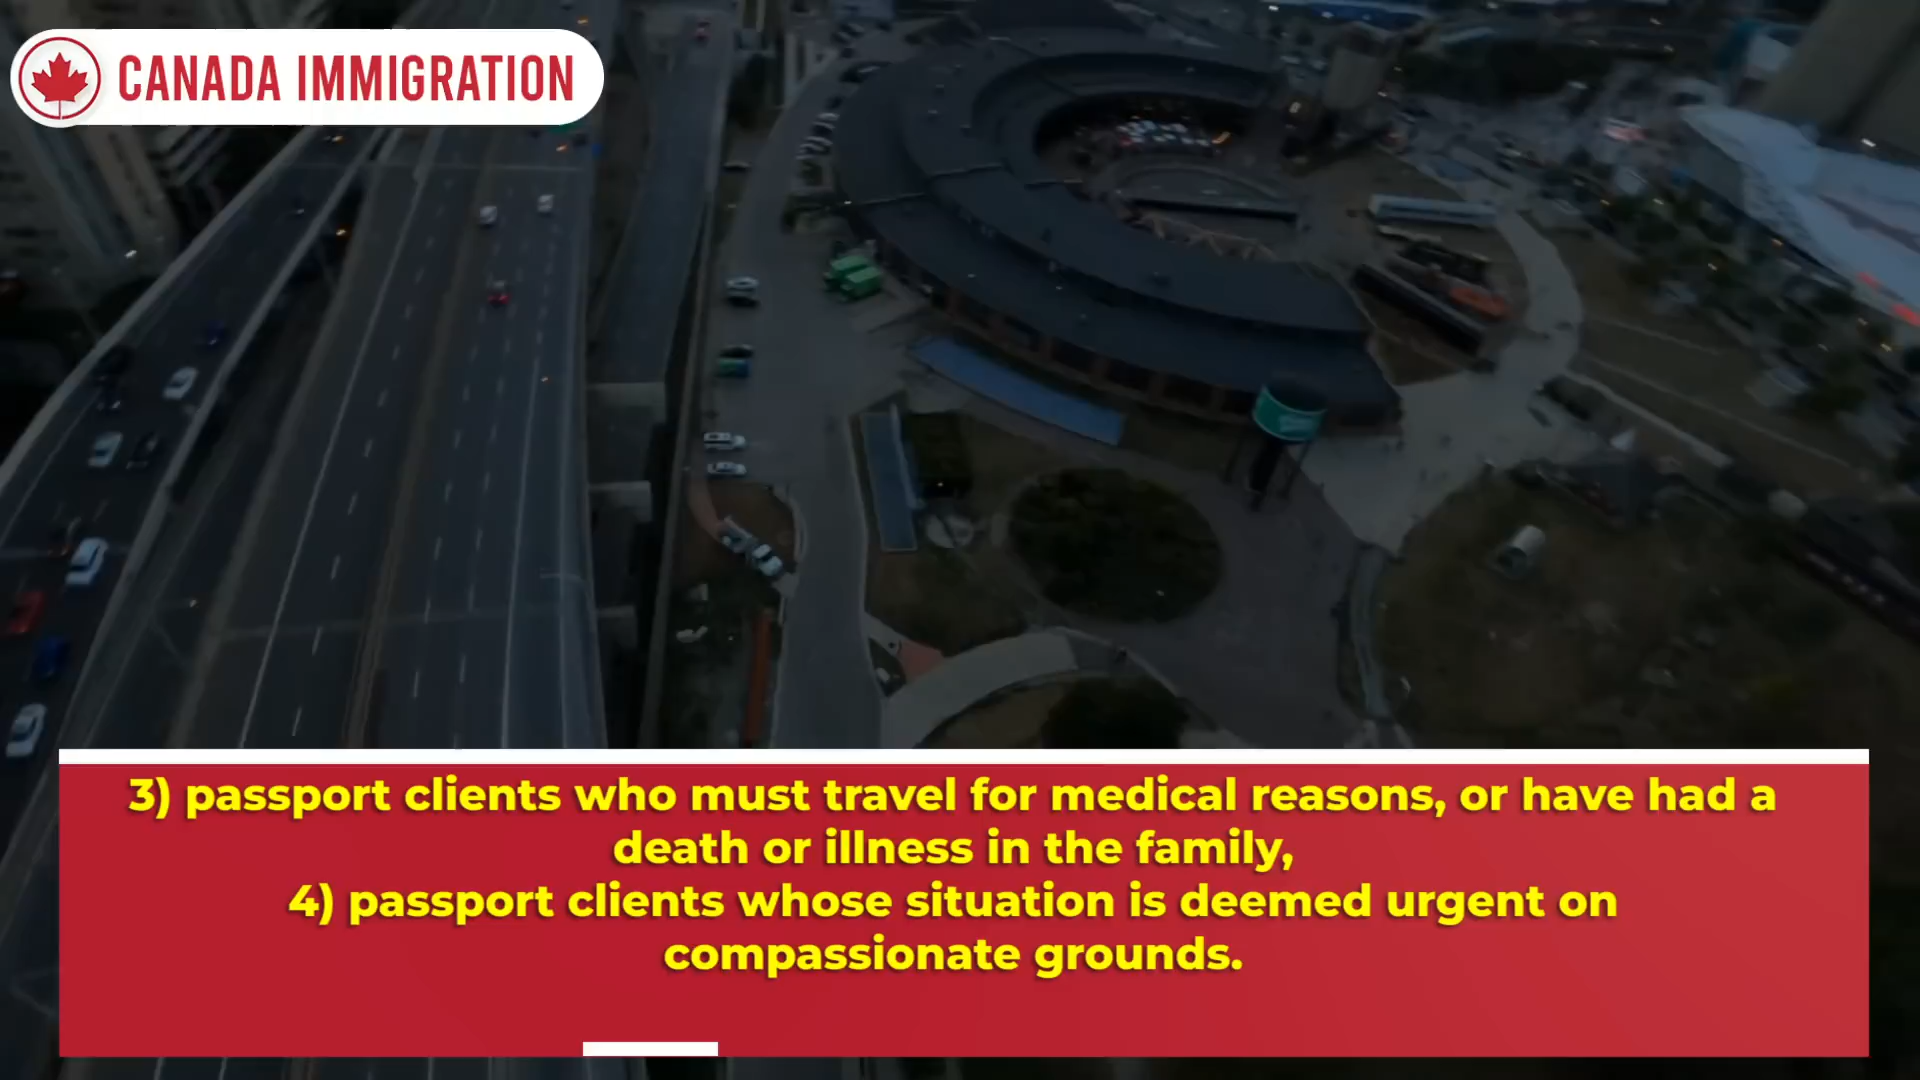 CANADA IMMIGRATION
3) passport clients who must travel for medical reasons, or have had a
death or illness in the family,
4) passport clients whose situation is deemed urgent on
compassionate grounds.